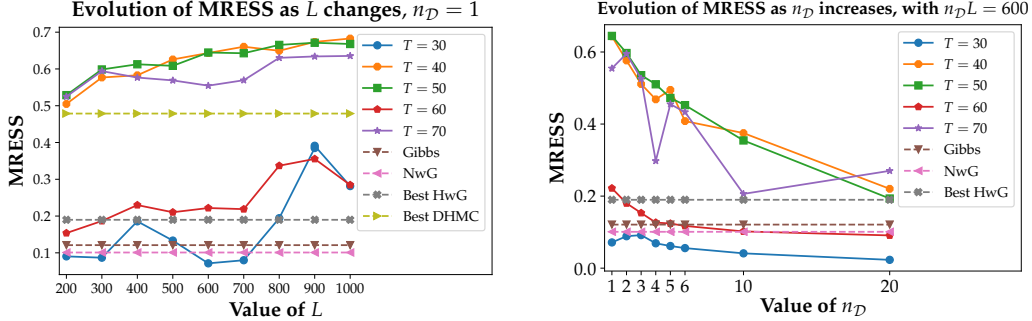 Evolution of MRESS as L changes, n_D = 1
MRESS
0.7
0.6
0.5
0.4
0.3
0.2
0.1
200 300 400 500 600 700 800 900 1000
Value of L
T = 30
T = 40
T = 50
T = 60
T = 70
Gibbs
NwG
Best HwG
Best DHMC
Evolution of MRESS as n_D increases, with n_D L = 600
MRESS
0.6
0.4
0.2
0.0
1 2 3 4 5 6 10 20
Value of n_D
T = 30
T = 40
T = 50
T = 60
T = 70
Gibbs
NwG
Best HwG